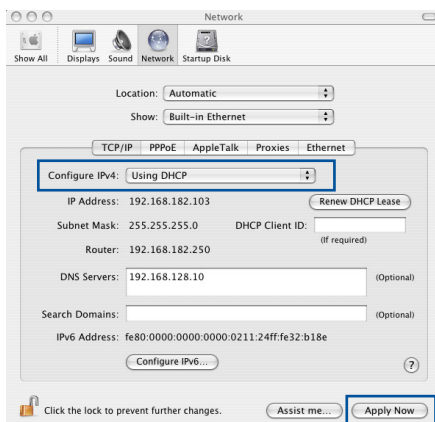 Network
Show All Displays Sound Network Startup Disk
Location: Automatic
Show: Built-in Ethernet
TCP/IP PPPoE AppleTalk Proxies Ethernet
Configure IPv4: Using DHCP
IP Address: 192.168.182.103 Renew DHCP Lease
Subnet Mask: 255.255.255.0 DHCP Client ID:
(If required)
Router: 192.168.182.250
DNS Servers: 192.168.128.10 (Optional)
Search Domains: (Optional)
IPv6 Address: fe80:0000:0000:0000:0211:24ff:fe32:b18e
Configure IPv6... ?
Click the lock to prevent further changes. Assist me... Apply Now